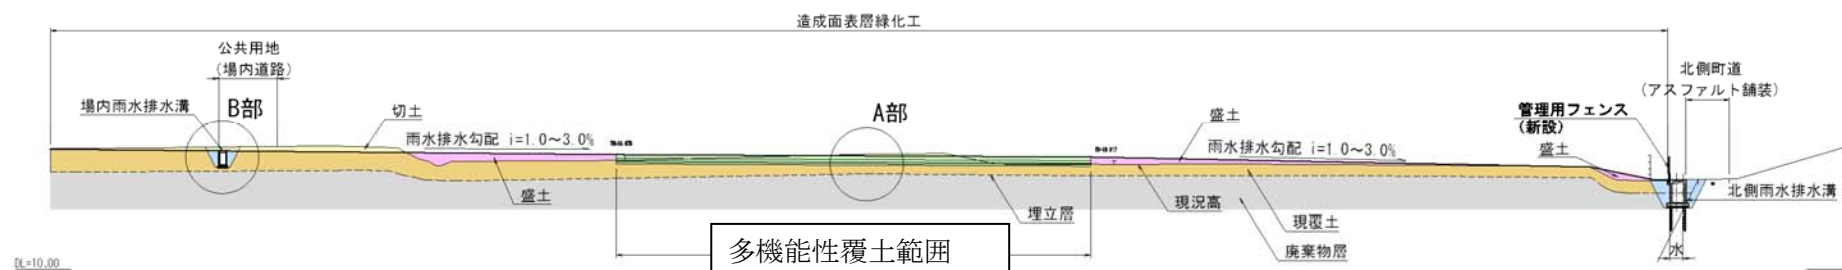 造成面表層緑化工
公共用地
(場内道路)
北側町道
(アスファルト舗装)
場内雨水排水溝
B部
切土
A部
盛土
管理用フェンス
(新設)
雨水排水勾配 i=1.0～3.0%
雨水排水勾配 i=1.0～3.0%
盛土
盛土
現況高
北側雨水排水溝
埋立層
現覆土
多機能性覆土範囲
廃棄物層
水
DL=10.00